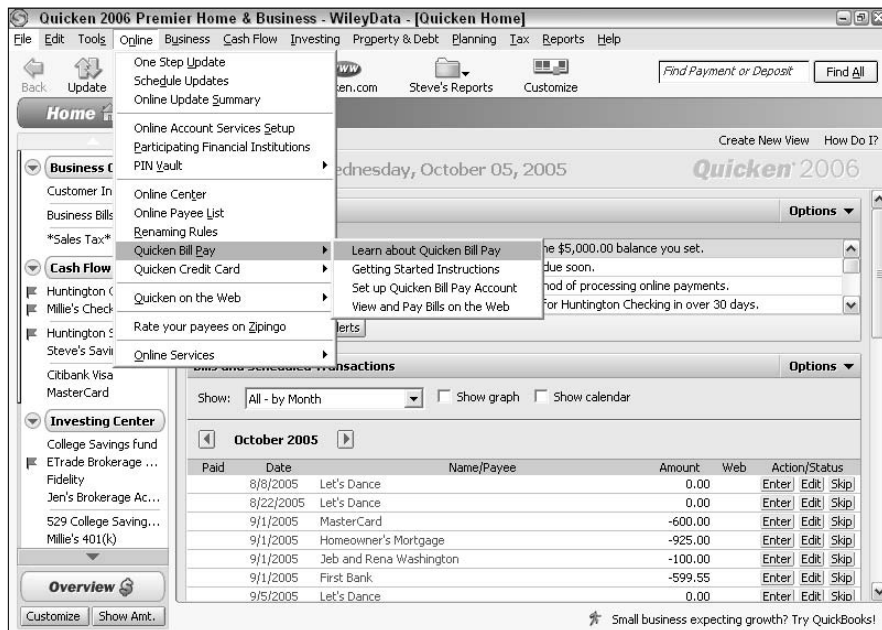 Quicken 2006 Premier Home & Business - WileyData - [Quicken Home]
File Edit Tools Online Business Cash Flow Investing Property & Debt Planning Tax Reports Help
Back Update en.com Steve's Reports Customize Find Payment or Deposit Find All
Home
One Step Update
Schedule Updates
Online Update Summary
Online Account Services Setup
Participating Financial Institutions
PIN Vault
Online Center
Online Payee List
Renaming Rules
Quicken Bill Pay
Quicken Credit Card
Quicken on the Web
Rate your payees on Zipingo
Online Services
Learn about Quicken Bill Pay
Getting Started Instructions
Set up Quicken Bill Pay Account
View and Pay Bills on the Web
Create New View How Do I?
ednesday, October 05, 2005 Quicken 2006
Options
he $5,000.00 balance you set.
due soon.
hod of processing online payments.
for Huntington Checking in over 30 days.
lerts
Business C
Customer In
Business Bills
*Sales Tax*
Cash Flow
Huntington C
Millie's Check
Huntington S
Steve's Savi
Citibank Visa
MasterCard
Investing Center
College Savings fund
ETrade Brokerage ...
Fidelity
Jen's Brokerage Ac...
529 College Saving...
Millie's 401(k)
Overview
Customize Show Amt.
Bills and Scheduled Transactions Options
Show: All - by Month Show graph Show calendar
October 2005
Paid Date Name/Payee Amount Web Action/Status
8/8/2005 Let's Dance 0.00 Enter Edit Skip
8/22/2005 Let's Dance 0.00 Enter Edit Skip
9/1/2005 MasterCard -600.00 Enter Edit Skip
9/1/2005 Homeowner's Mortgage -925.00 Enter Edit Skip
9/1/2005 Jeb and Rena Washington -100.00 Enter Edit Skip
9/1/2005 First Bank -599.55 Enter Edit Skip
9/5/2005 Let's Dance 0.00 Enter Edit Skip
Small business expecting growth? Try QuickBooks!